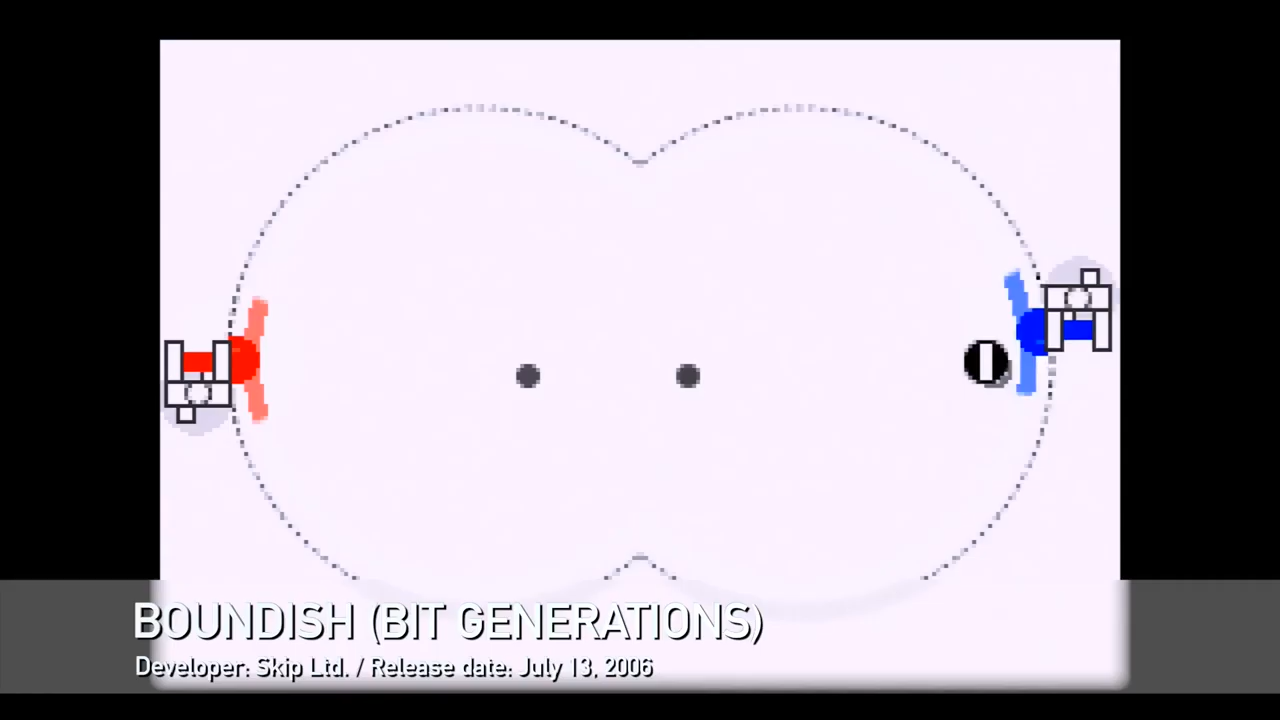 BOUNDISH (BIT GENERATIONS)
Developer: Skip Ltd. / Release date: July 13, 2006